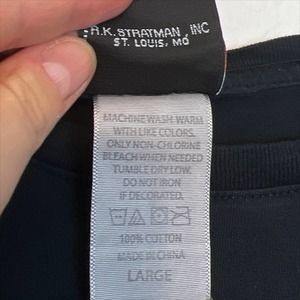 R.K. STRATMAN, INC
ST. LOUIS, MO
MACHINE WASH WARM
WITH LIKE COLORS.
ONLY NON-CHLORINE
BLEACH WHEN NEEDED
TUMBLE DRY LOW.
DO NOT IRON
IF DECORATED.
100% COTTON
MADE IN CHINA
LARGE